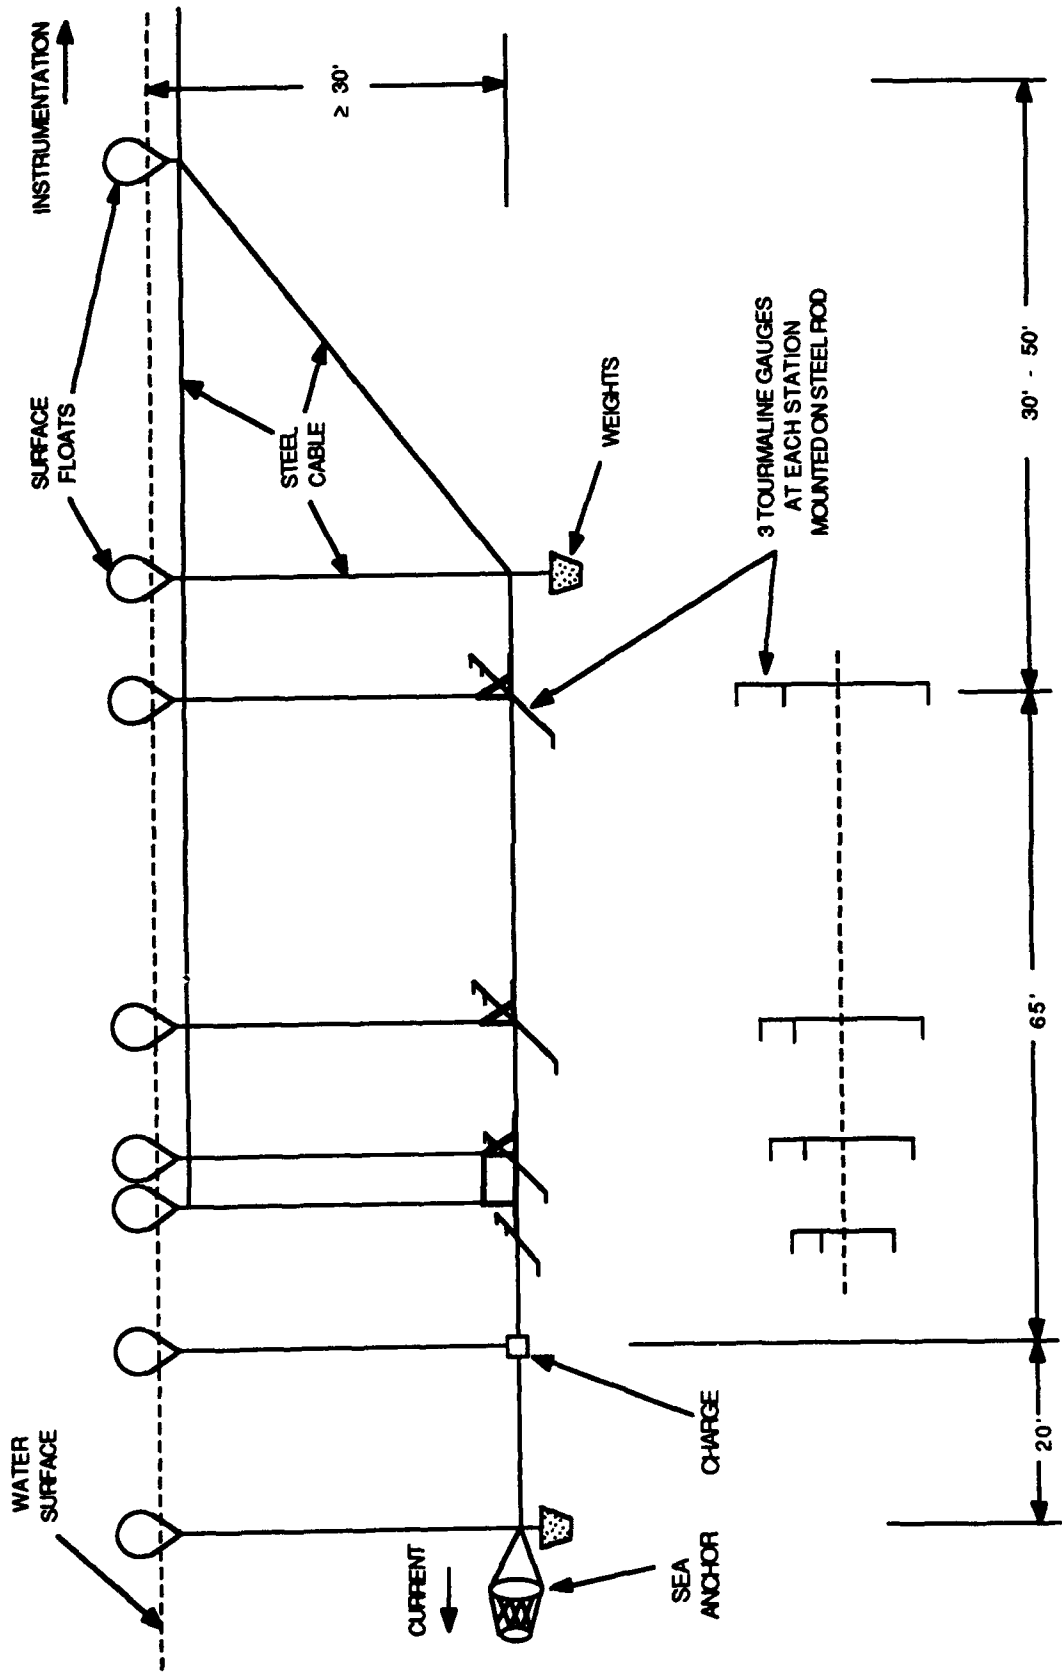 WATER
SURFACE
SURFACE
FLOATS
INSTRUMENTATION
STEEL
CABLE
≥ 30'
CURRENT
SEA
ANCHOR
CHARGE
WEIGHTS
3 TOURMALINE GAUGES
AT EACH STATION
MOUNTED ON STEEL ROD
20'
65'
30' - 50'